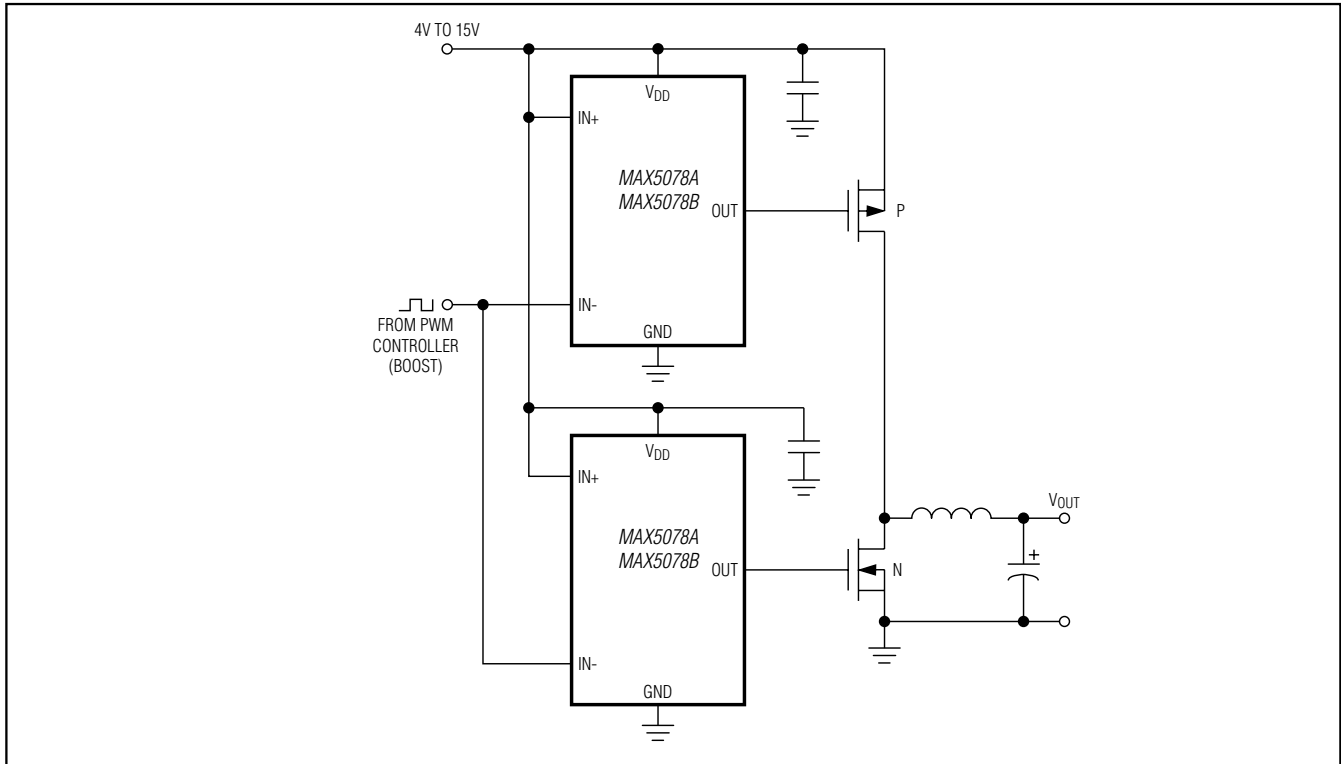 4V TO 15V
VDD
IN+
MAX5078A
MAX5078B
OUT
P
IN-
FROM PWM
CONTROLLER
(BOOST)
GND
VDD
IN+
VOUT
MAX5078A
MAX5078B
OUT
N
+
IN-
GND